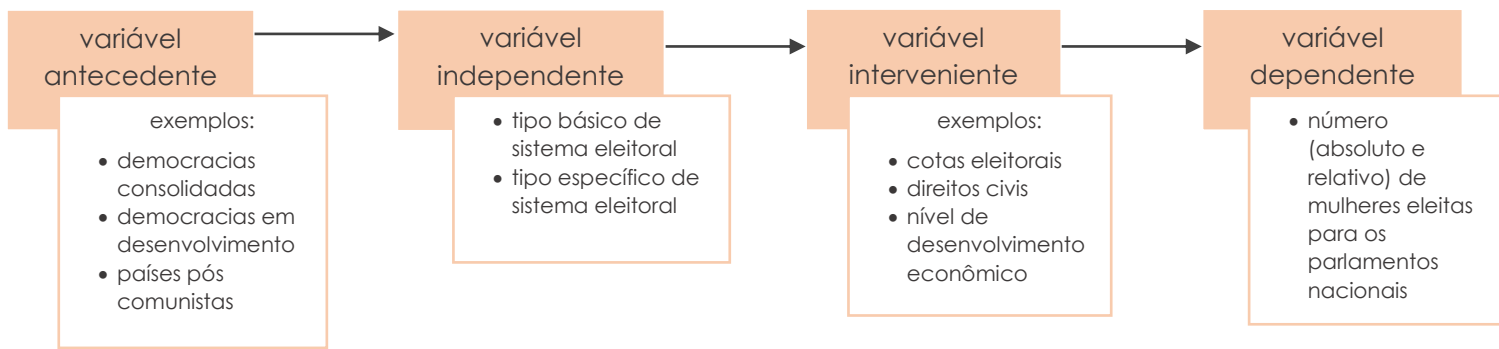 variável
antecedente
exemplos:
• democracias
consolidadas
• democracias em
desenvolvimento
• países pós
comunistas
variável
independente
• tipo básico de
sistema eleitoral
• tipo específico de
sistema eleitoral
variável
interveniente
exemplos:
• cotas eleitorais
• direitos civis
• nível de
desenvolvimento
econômico
variável
dependente
• número
(absoluto e
relativo) de
mulheres eleitas
para os
parlamentos
nacionais